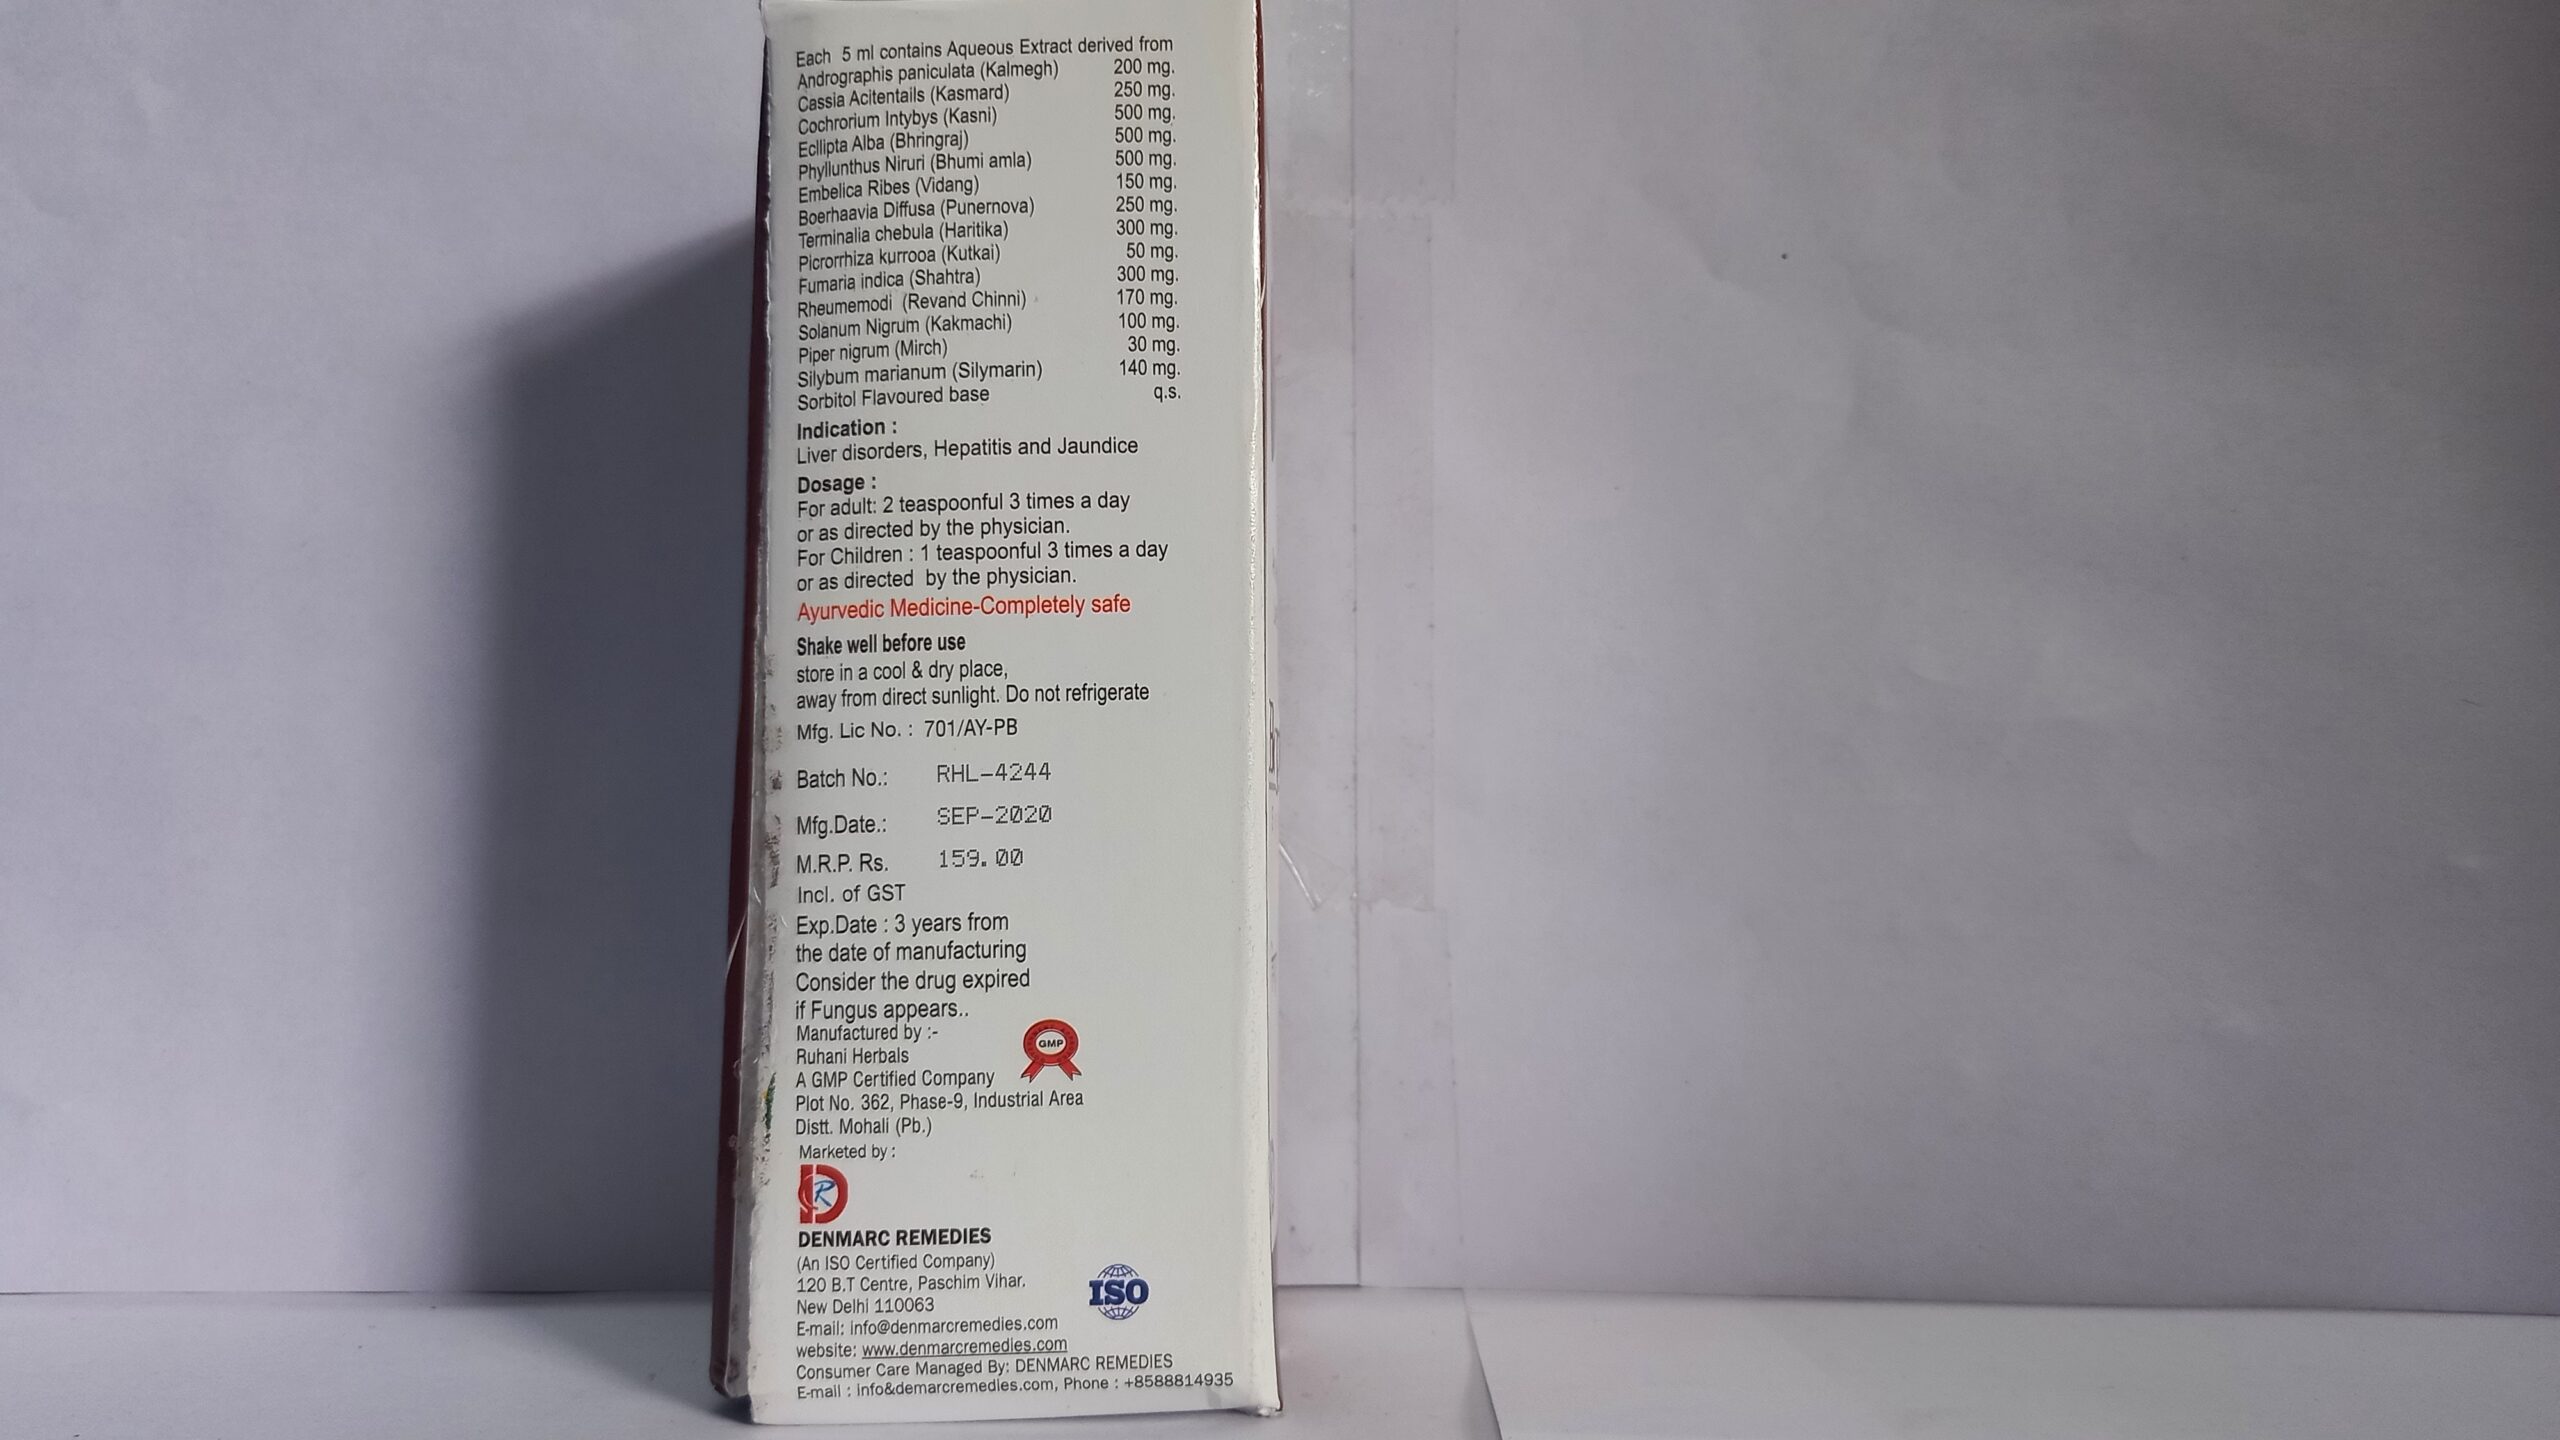 Each 5 ml contains Aqueous Extract derived from
Andrographis paniculata (Kalmegh) 200 mg.
Cassia Acitentails (Kasmard) 250 mg.
Cochrorium Intybys (Kasni) 500 mg.
Ecllipta Alba (Bhringraj) 500 mg.
Phyllunthus Niruri (Bhumi amla) 500 mg.
Embelica Ribes (Vidang) 150 mg.
Boerhaavia Diffusa (Punernova) 250 mg.
Terminalia chebula (Haritika) 300 mg.
Picrorrhiza kurrooa (Kutkai) 50 mg.
Fumaria indica (Shahtra) 300 mg.
Rheumemodi (Revand Chinni) 170 mg.
Solanum Nigrum (Kakmachi) 100 mg.
Piper nigrum (Mirch) 30 mg.
Silybum marianum (Silymarin) 140 mg.
Sorbitol Flavoured base q.s.
Indication :
Liver disorders, Hepatitis and Jaundice
Dosage :
For adult: 2 teaspoonful 3 times a day
or as directed by the physician.
For Children : 1 teaspoonful 3 times a day
or as directed by the physician.
Ayurvedic Medicine-Completely safe
Shake well before use
store in a cool & dry place,
away from direct sunlight. Do not refrigerate
Mfg. Lic No. : 701/AY-PB
Batch No.: RHL-4244
Mfg.Date.: SEP-2020
M.R.P. Rs. 159.00
Incl. of GST
Exp.Date : 3 years from
the date of manufacturing
Consider the drug expired
if Fungus appears..
Manufactured by :-
Ruhani Herbals
A GMP Certified Company
GMP
Plot No. 362, Phase-9, Industrial Area
Distt. Mohali (Pb.)
Marketed by :
DR
DENMARC REMEDIES
(An ISO Certified Company)
120 B.T Centre, Paschim Vihar.
New Delhi 110063
ISO
E-mail: info@denmarcremedies.com
website: www.denmarcremedies.com
Consumer Care Managed By: DENMARC REMEDIES
E-mail : info&demarcremedies.com, Phone : +8588814935